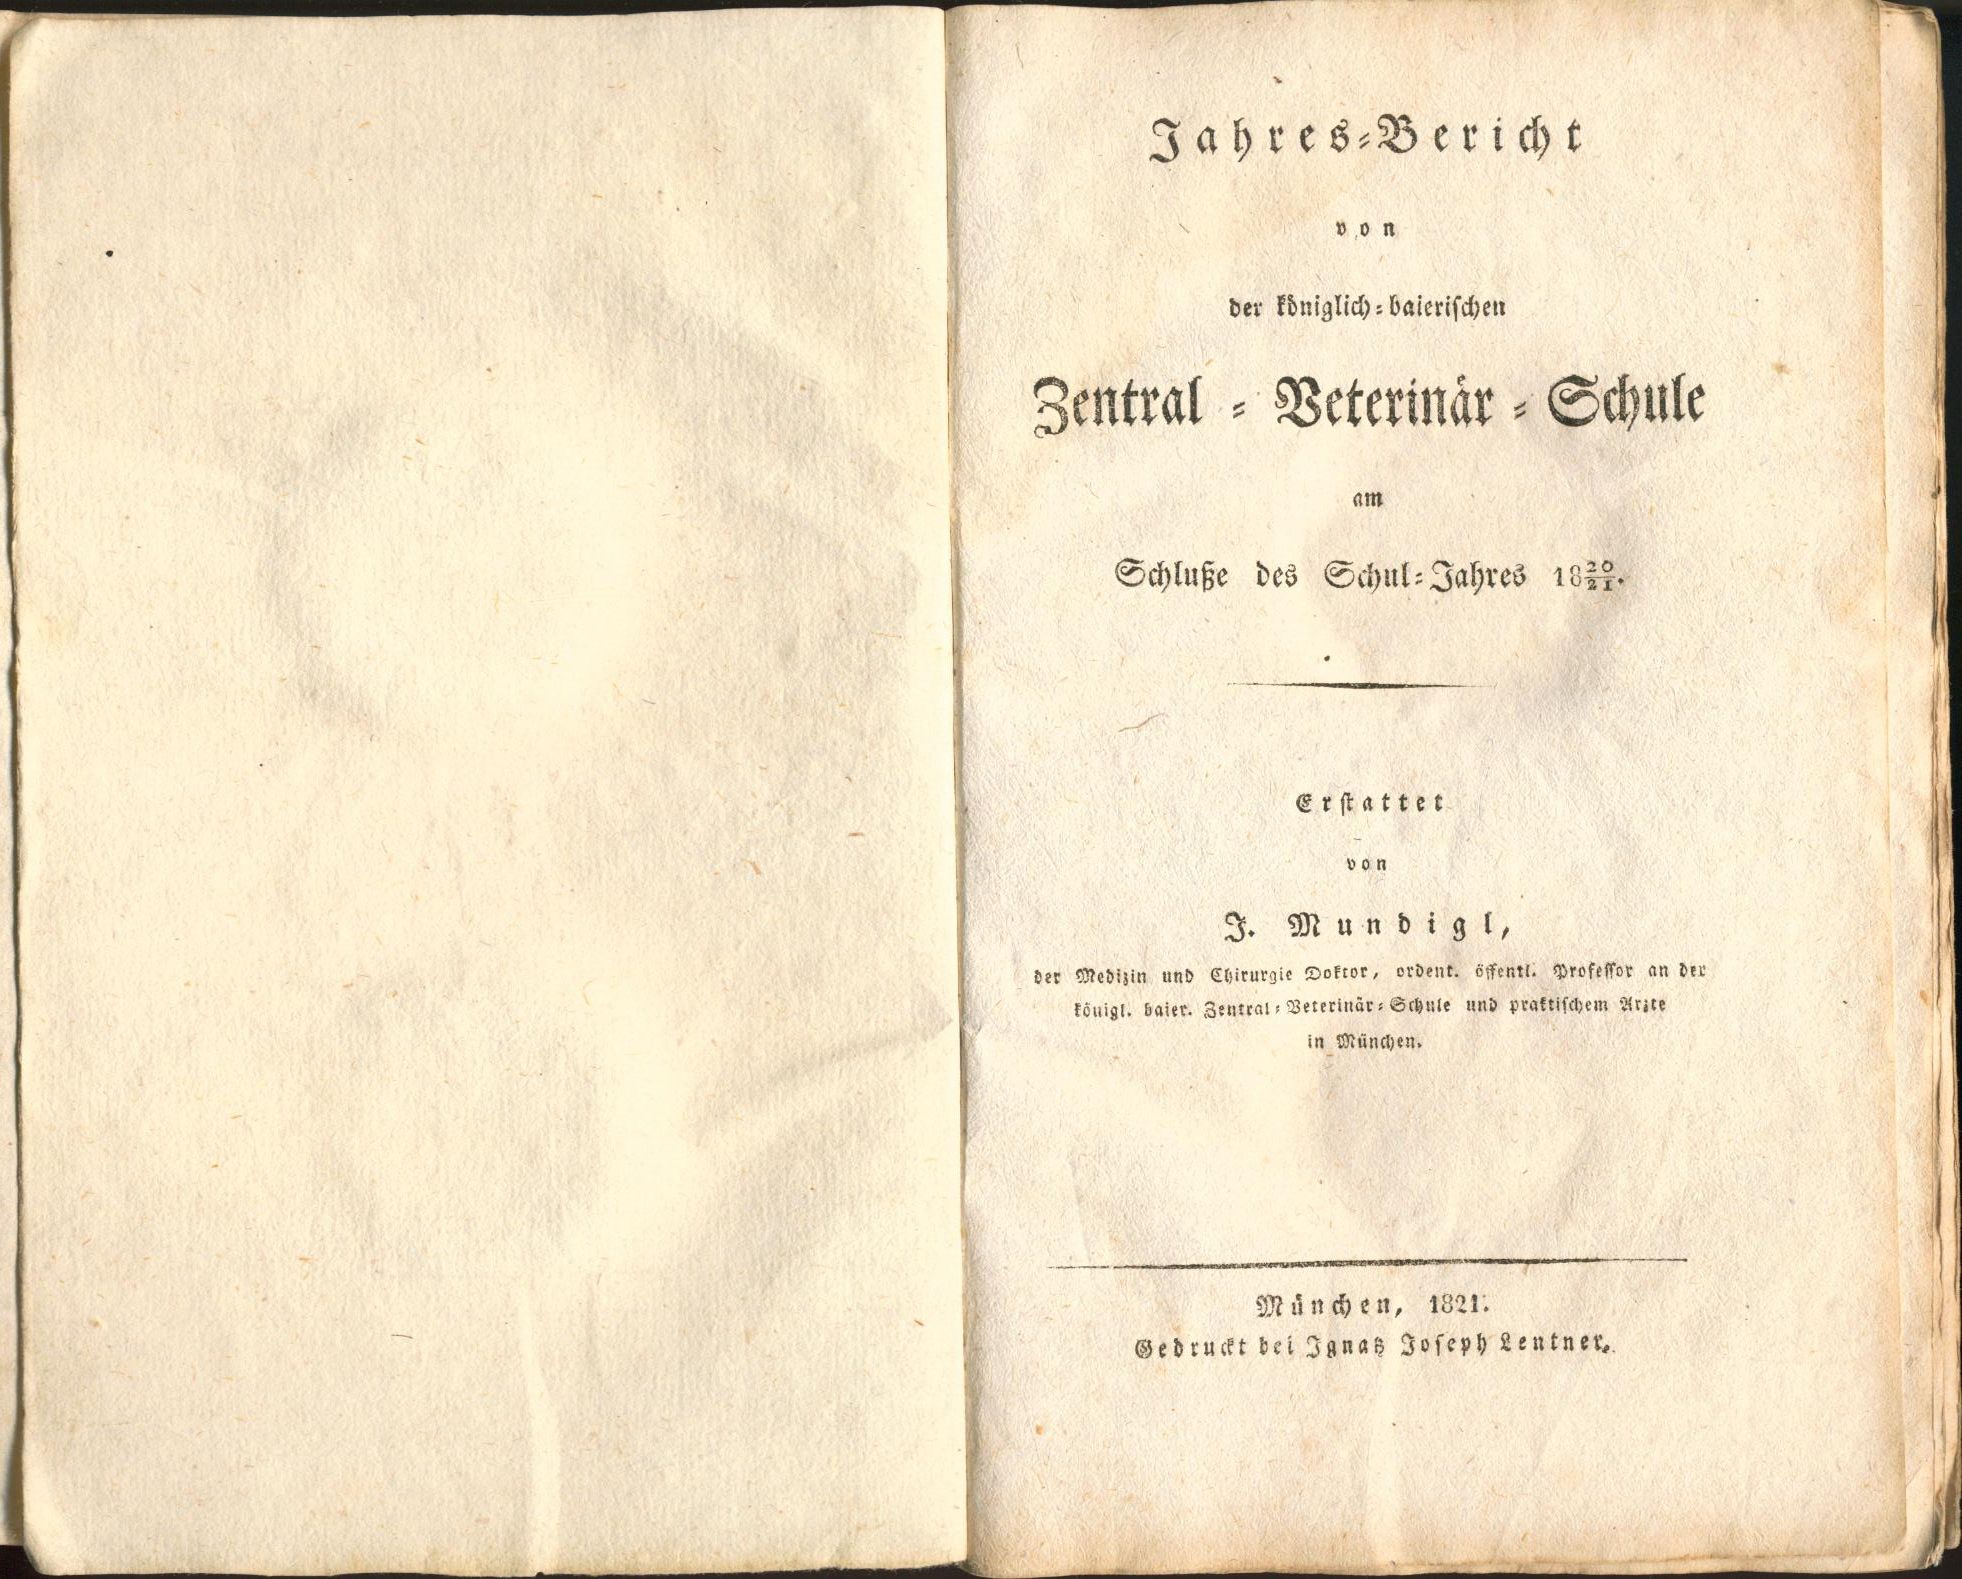 Jahres-Bericht
von
der königlich-baierischen
Zentral-Veterinär-Schule
am
Schluße des Schul-Jahres 18 20/21.
Erstattet
von
J. Mundigl,
der Medizin und Chirurgie Doktor, ordent. öffentl. Professor an der
königl. baier. Zentral-Veterinär-Schule und praktischem Arzte
in München.
München, 1821.
Gedruckt bei Ignatz Joseph Lentner.